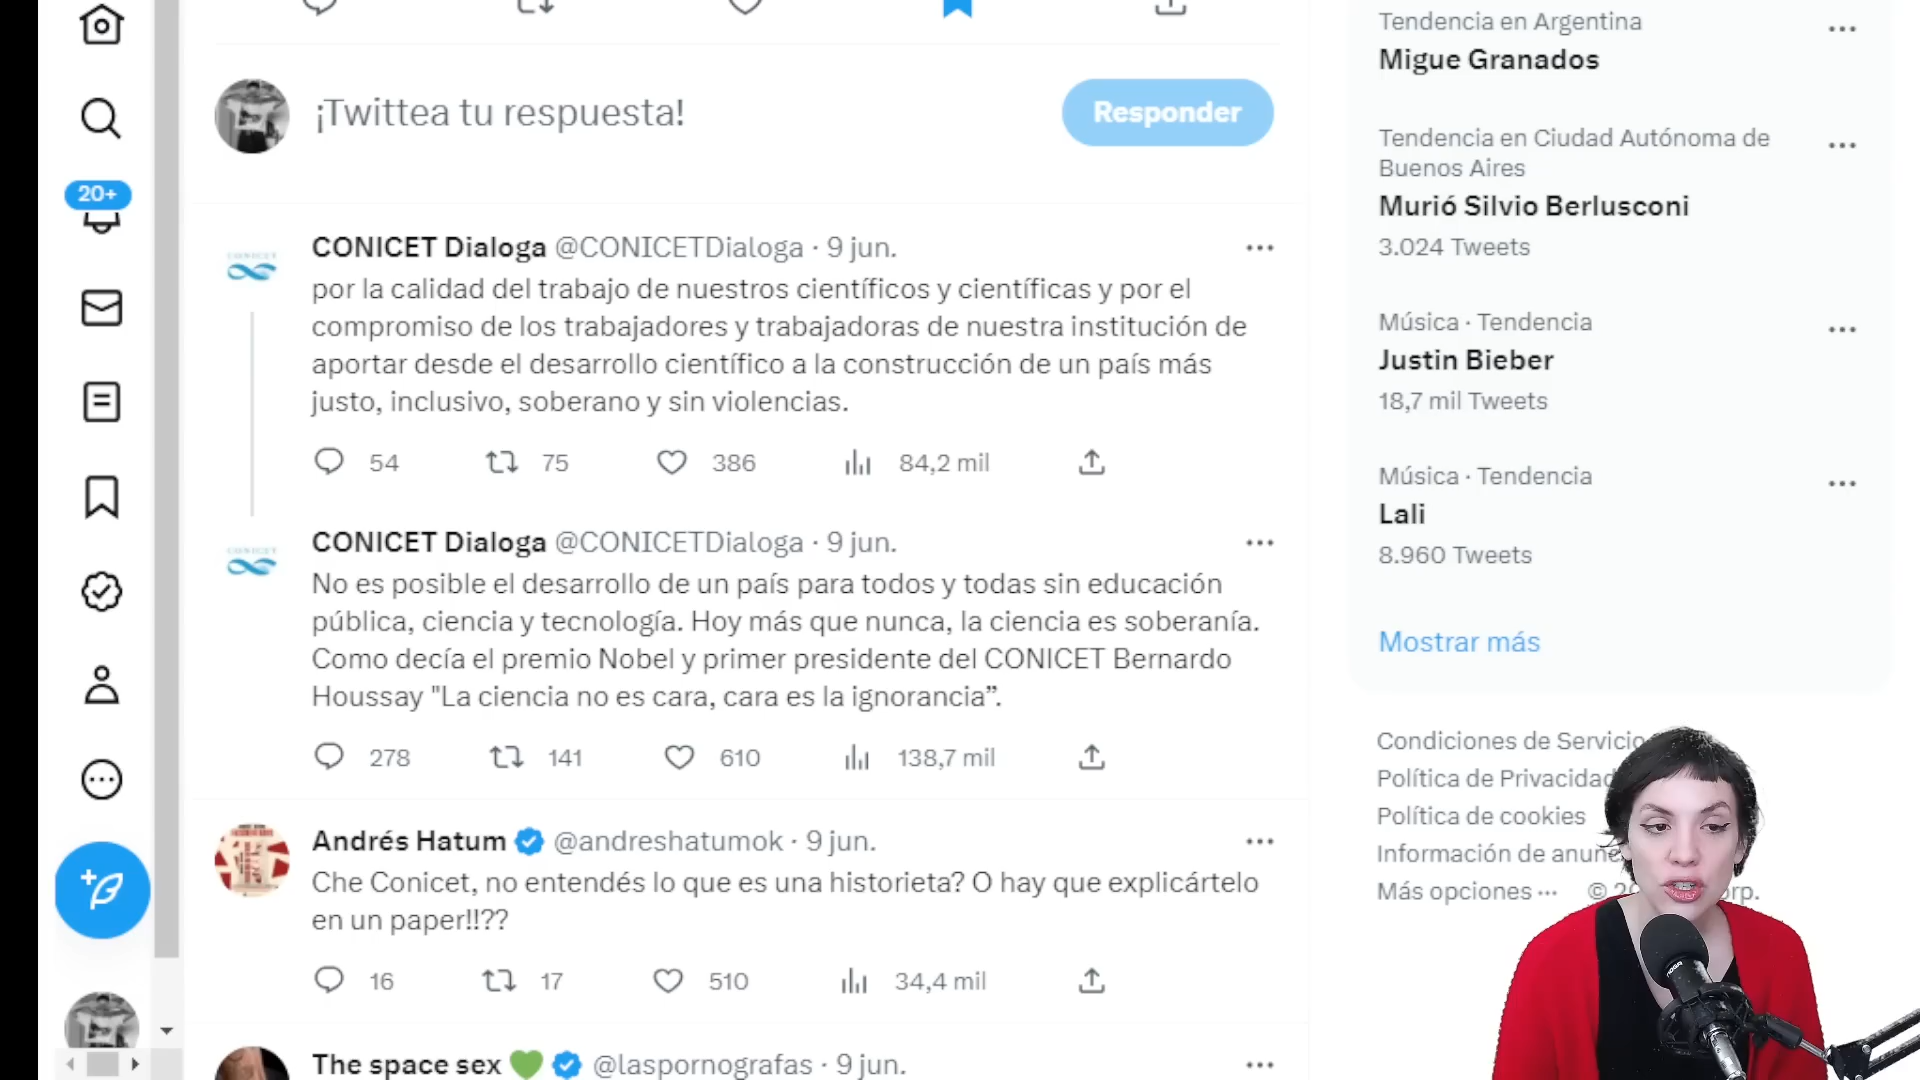 Tendencia en Argentina
Migue Granados
¡Twittea tu respuesta!
Responder
Tendencia en Ciudad Autónoma de
Buenos Aires
Murió Silvio Berlusconi
3.024 Tweets
20+
CONICET Dialoga @CONICETDialoga · 9 jun.
por la calidad del trabajo de nuestros científicos y científicas y por el
compromiso de los trabajadores y trabajadoras de nuestra institución de
aportar desde el desarrollo científico a la construcción de un país más
justo, inclusivo, soberano y sin violencias.
54 75 386 84,2 mil
Música · Tendencia
Justin Bieber
18,7 mil Tweets
Música · Tendencia
Lali
8.960 Tweets
Mostrar más
CONICET
CONICET Dialoga @CONICETDialoga · 9 jun.
No es posible el desarrollo de un país para todos y todas sin educación
pública, ciencia y tecnología. Hoy más que nunca, la ciencia es soberanía.
Como decía el premio Nobel y primer presidente del CONICET Bernardo
Houssay "La ciencia no es cara, cara es la ignorancia”.
278 141 610 138,7 mil
CONICET
Andrés Hatum @andreshatumok · 9 jun.
Che Conicet, no entendés lo que es una historieta? O hay que explicártelo
en un paper!!??
16 17 510 34,4 mil
The space sex @laspornografas · 9 jun.
Condiciones de Servicio
Política de Privacidad
Política de cookies
Información de anun
Más opciones ··· © 20 orp.